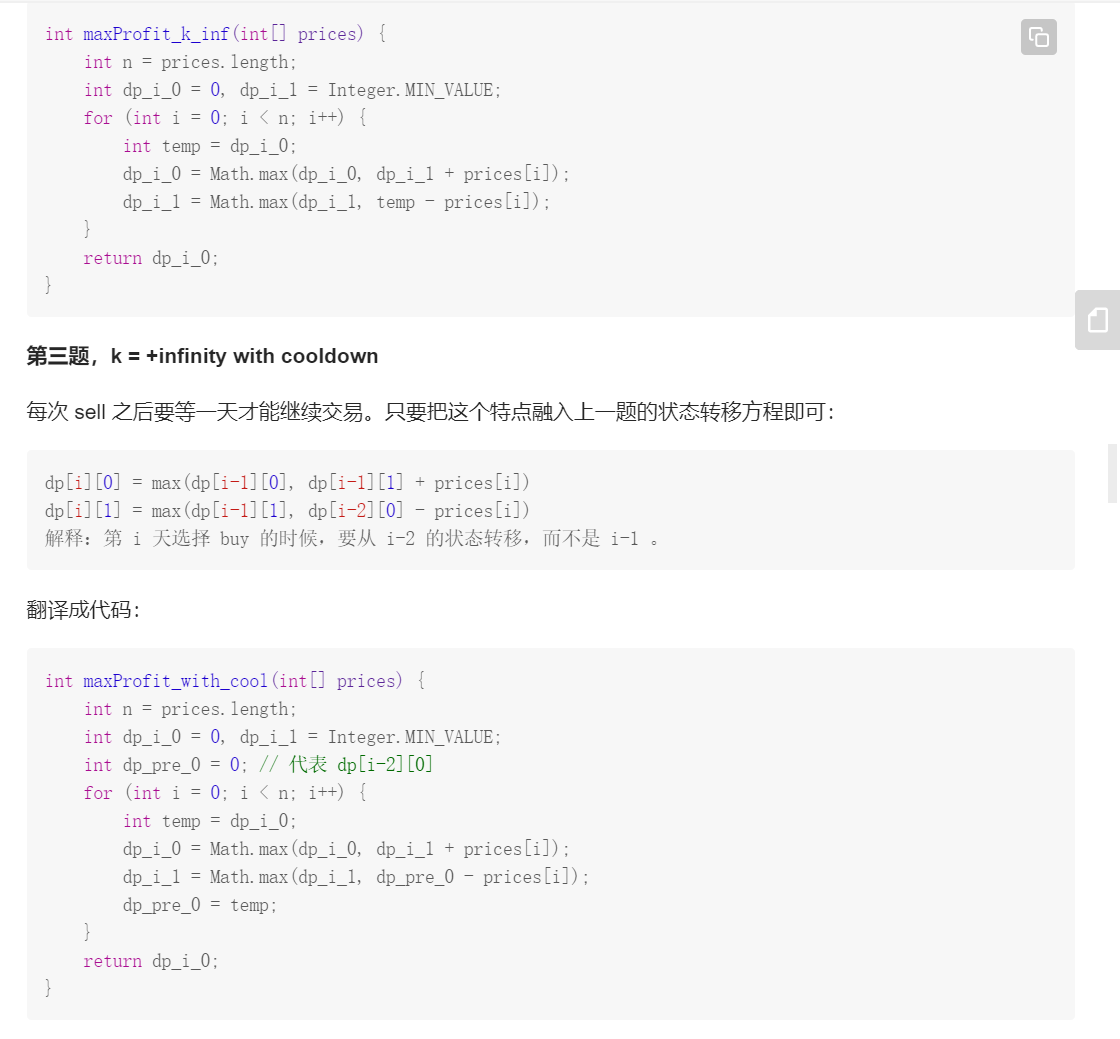 int maxProfit_k_inf(int[] prices) {
    int n = prices.length;
    int dp_i_0 = 0, dp_i_1 = Integer.MIN_VALUE;
    for (int i = 0; i < n; i++) {
        int temp = dp_i_0;
        dp_i_0 = Math.max(dp_i_0, dp_i_1 + prices[i]);
        dp_i_1 = Math.max(dp_i_1, temp - prices[i]);
    }
    return dp_i_0;
}
第三题，k = +infinity with cooldown
每次 sell 之后要等一天才能继续交易。只要把这个特点融入上一题的状态转移方程即可：
dp[i][0] = max(dp[i-1][0], dp[i-1][1] + prices[i])
dp[i][1] = max(dp[i-1][1], dp[i-2][0] - prices[i])
解释：第 i 天选择 buy 的时候，要从 i-2 的状态转移，而不是 i-1 。
翻译成代码：
int maxProfit_with_cool(int[] prices) {
    int n = prices.length;
    int dp_i_0 = 0, dp_i_1 = Integer.MIN_VALUE;
    int dp_pre_0 = 0; // 代表 dp[i-2][0]
    for (int i = 0; i < n; i++) {
        int temp = dp_i_0;
        dp_i_0 = Math.max(dp_i_0, dp_i_1 + prices[i]);
        dp_i_1 = Math.max(dp_i_1, dp_pre_0 - prices[i]);
        dp_pre_0 = temp;
    }
    return dp_i_0;
}